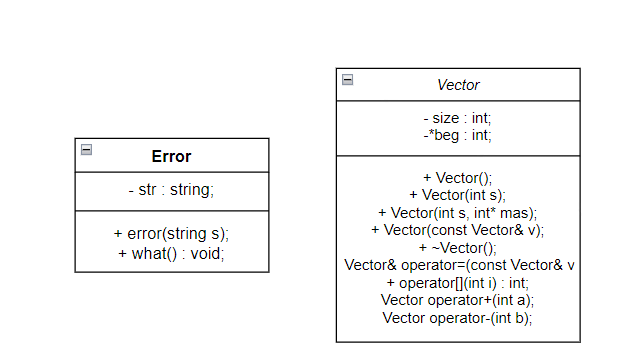 Error
- str : string;
+ error(string s);
+ what() : void;
Vector
- size : int;
-*beg : int;
+ Vector();
+ Vector(int s);
+ Vector(int s, int* mas);
+ Vector(const Vector& v);
+ ~Vector();
Vector& operator=(const Vector& v
+ operator[](int i) : int;
Vector operator+(int a);
Vector operator-(int b);